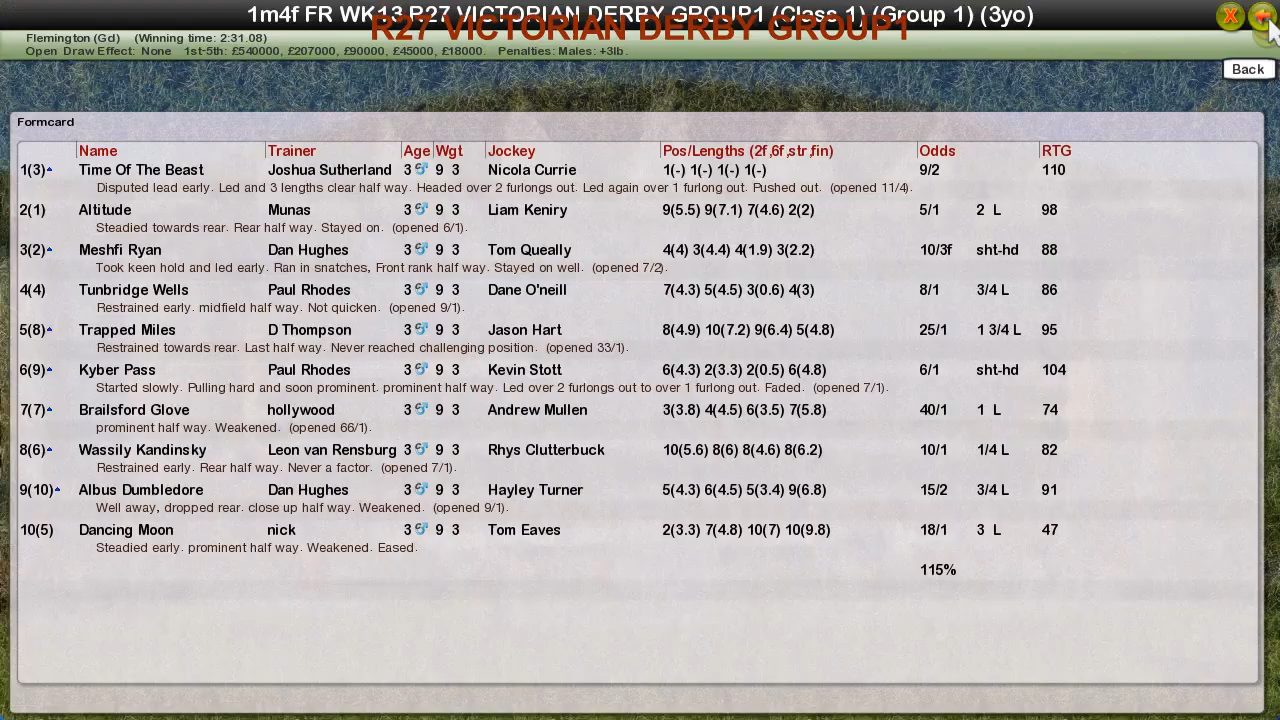 1m4f FR WK13 R27 VICTORIAN DERBY GROUP1 (Class 1) (Group 1) (3yo)
R27 VICTORIAN DERBY GROUP1
Flemington (Gd) (Winning time: 2:31.08)
Open Draw Effect: None 1st-5th: £540000, £207000, £90000, £45000, £18000. Penalties: Males: +3lb.
X
Back
Formcard
Name Trainer Age Wgt Jockey Pos/Lengths (2f,6f,str,fin) Odds RTG
1(3) Time Of The Beast Joshua Sutherland 3 9 3 Nicola Currie 1(-) 1(-) 1(-) 1(-) 9/2 110
Disputed lead early. Led and 3 lengths clear half way. Headed over 2 furlongs out. Led again over 1 furlong out. Pushed out. (opened 11/4).
2(1) Altitude Munas 3 9 3 Liam Keniry 9(5.5) 9(7.1) 7(4.6) 2(2) 5/1 2 L 98
Steadied towards rear. Rear half way. Stayed on. (opened 6/1).
3(2) Meshfi Ryan Dan Hughes 3 9 3 Tom Queally 4(4) 3(4.4) 4(1.9) 3(2.2) 10/3f sht-hd 88
Took keen hold and led early. Ran in snatches, Front rank half way. Stayed on well. (opened 7/2).
4(4) Tunbridge Wells Paul Rhodes 3 9 3 Dane O'neill 7(4.3) 5(4.5) 3(0.6) 4(3) 8/1 3/4 L 86
Restrained early. midfield half way. Not quicken. (opened 9/1).
5(8) Trapped Miles D Thompson 3 9 3 Jason Hart 8(4.9) 10(7.2) 9(6.4) 5(4.8) 25/1 1 3/4 L 95
Restrained towards rear. Last half way. Never reached challenging position. (opened 33/1).
6(9) Kyber Pass Paul Rhodes 3 9 3 Kevin Stott 6(4.3) 2(3.3) 2(0.5) 6(4.8) 6/1 sht-hd 104
Started slowly. Pulling hard and soon prominent. prominent half way. Led over 2 furlongs out to over 1 furlong out. Faded. (opened 7/1).
7(7) Brailsford Glove hollywood 3 9 3 Andrew Mullen 3(3.8) 4(4.5) 6(3.5) 7(5.8) 40/1 1 L 74
prominent half way. Weakened. (opened 66/1).
8(6) Wassily Kandinsky Leon van Rensburg 3 9 3 Rhys Clutterbuck 10(5.6) 8(6) 8(4.6) 8(6.2) 10/1 1/4 L 82
Restrained early. Rear half way. Never a factor. (opened 7/1).
9(10) Albus Dumbledore Dan Hughes 3 9 3 Hayley Turner 5(4.3) 6(4.5) 5(3.4) 9(6.8) 15/2 3/4 L 91
Well away, dropped rear. close up half way. Weakened. (opened 9/1).
10(5) Dancing Moon nick 3 9 3 Tom Eaves 2(3.3) 7(4.8) 10(7) 10(9.8) 18/1 3 L 47
Steadied early. prominent half way. Weakened. Eased.
115%